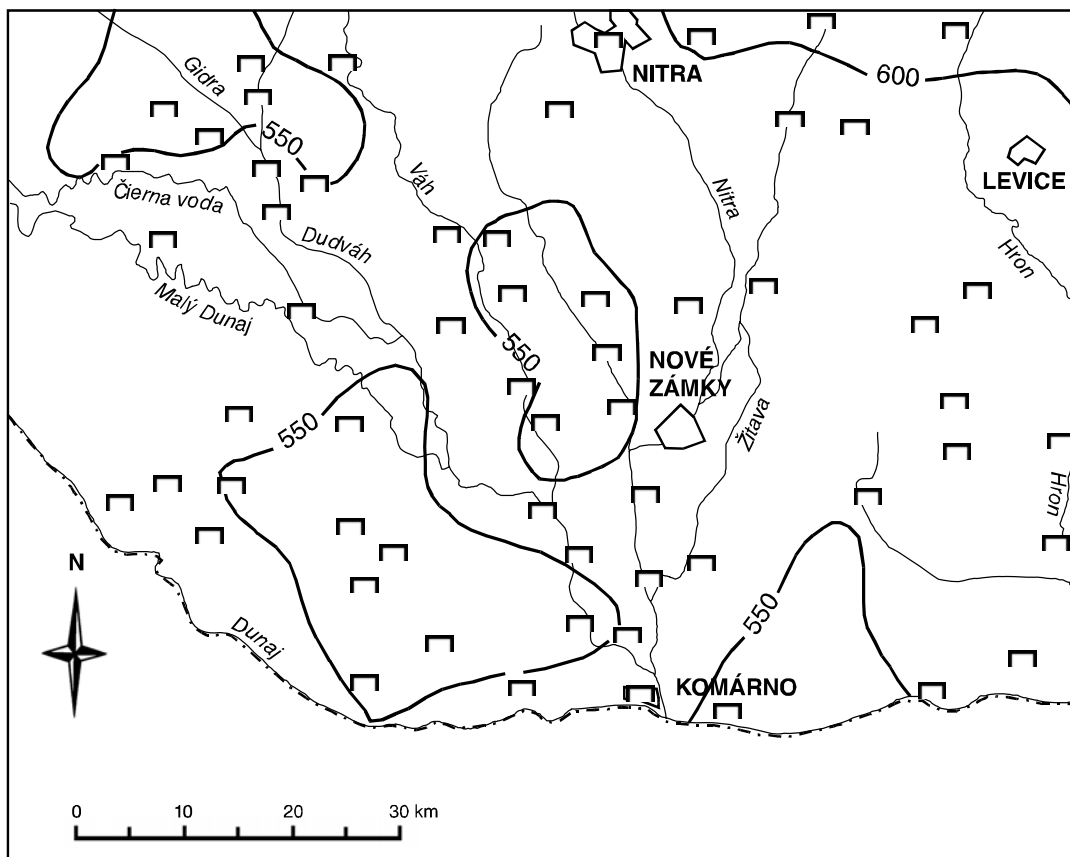 NITRA
600
Gidra
550
LEVICE
Váh
Nitra
Čierna voda
Dudváh
Hron
Malý Dunaj
550
NOVÉ
ZÁMKY
550
Žitava
Hron
N
550
Dunaj
KOMÁRNO
0 10 20 30 km